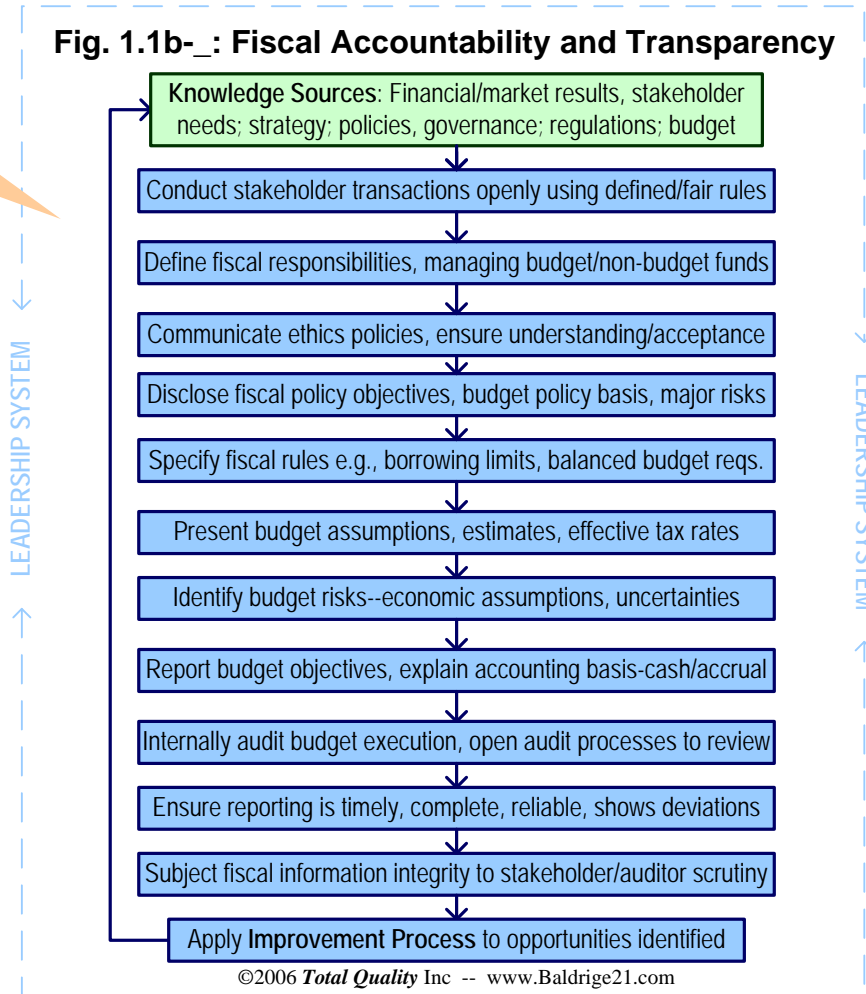 Fig. 1.1b-_: Fiscal Accountability and Transparency
Knowledge Sources: Financial/market results, stakeholder
needs; strategy; policies, governance; regulations; budget
Conduct stakeholder transactions openly using defined/fair rules
Define fiscal responsibilities, managing budget/non-budget funds
Communicate ethics policies, ensure understanding/acceptance
Disclose fiscal policy objectives, budget policy basis, major risks
Specify fiscal rules e.g., borrowing limits, balanced budget reqs.
Present budget assumptions, estimates, effective tax rates
Identify budget risks--economic assumptions, uncertainties
Report budget objectives, explain accounting basis-cash/accrual
Internally audit budget execution, open audit processes to review
Ensure reporting is timely, complete, reliable, shows deviations
Subject fiscal information integrity to stakeholder/auditor scrutiny
Apply Improvement Process to opportunities identified
©2006 Total Quality Inc -- www.Baldrige21.com
LEADERSHIP SYSTEM
LEADERSHIP SYSTEM